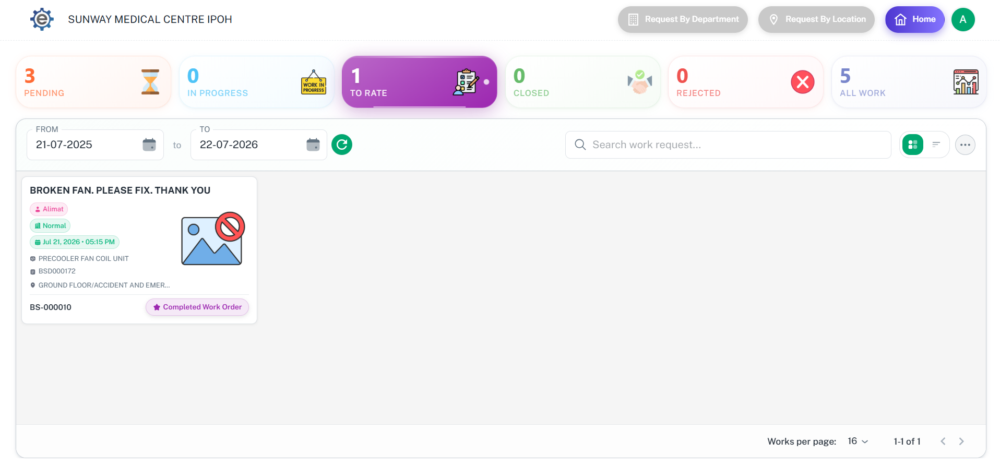 SUNWAY MEDICAL CENTRE IPOH
Request By Department
Request By Location
Home
A
3
PENDING
0
IN PROGRESS
WORK IN
PROGRESS
1
TO RATE
0
CLOSED
0
REJECTED
5
ALL WORK
FROM
21-07-2025
to
TO
22-07-2026
Search work request...
BROKEN FAN. PLEASE FIX. THANK YOU
Alimat
Normal
Jul 21, 2026 • 05:15 PM
PRECOOLER FAN COIL UNIT
BSD000172
GROUND FLOOR/ACCIDENT AND EMER...
BS-000010
Completed Work Order
Works per page:
16
1-1 of 1